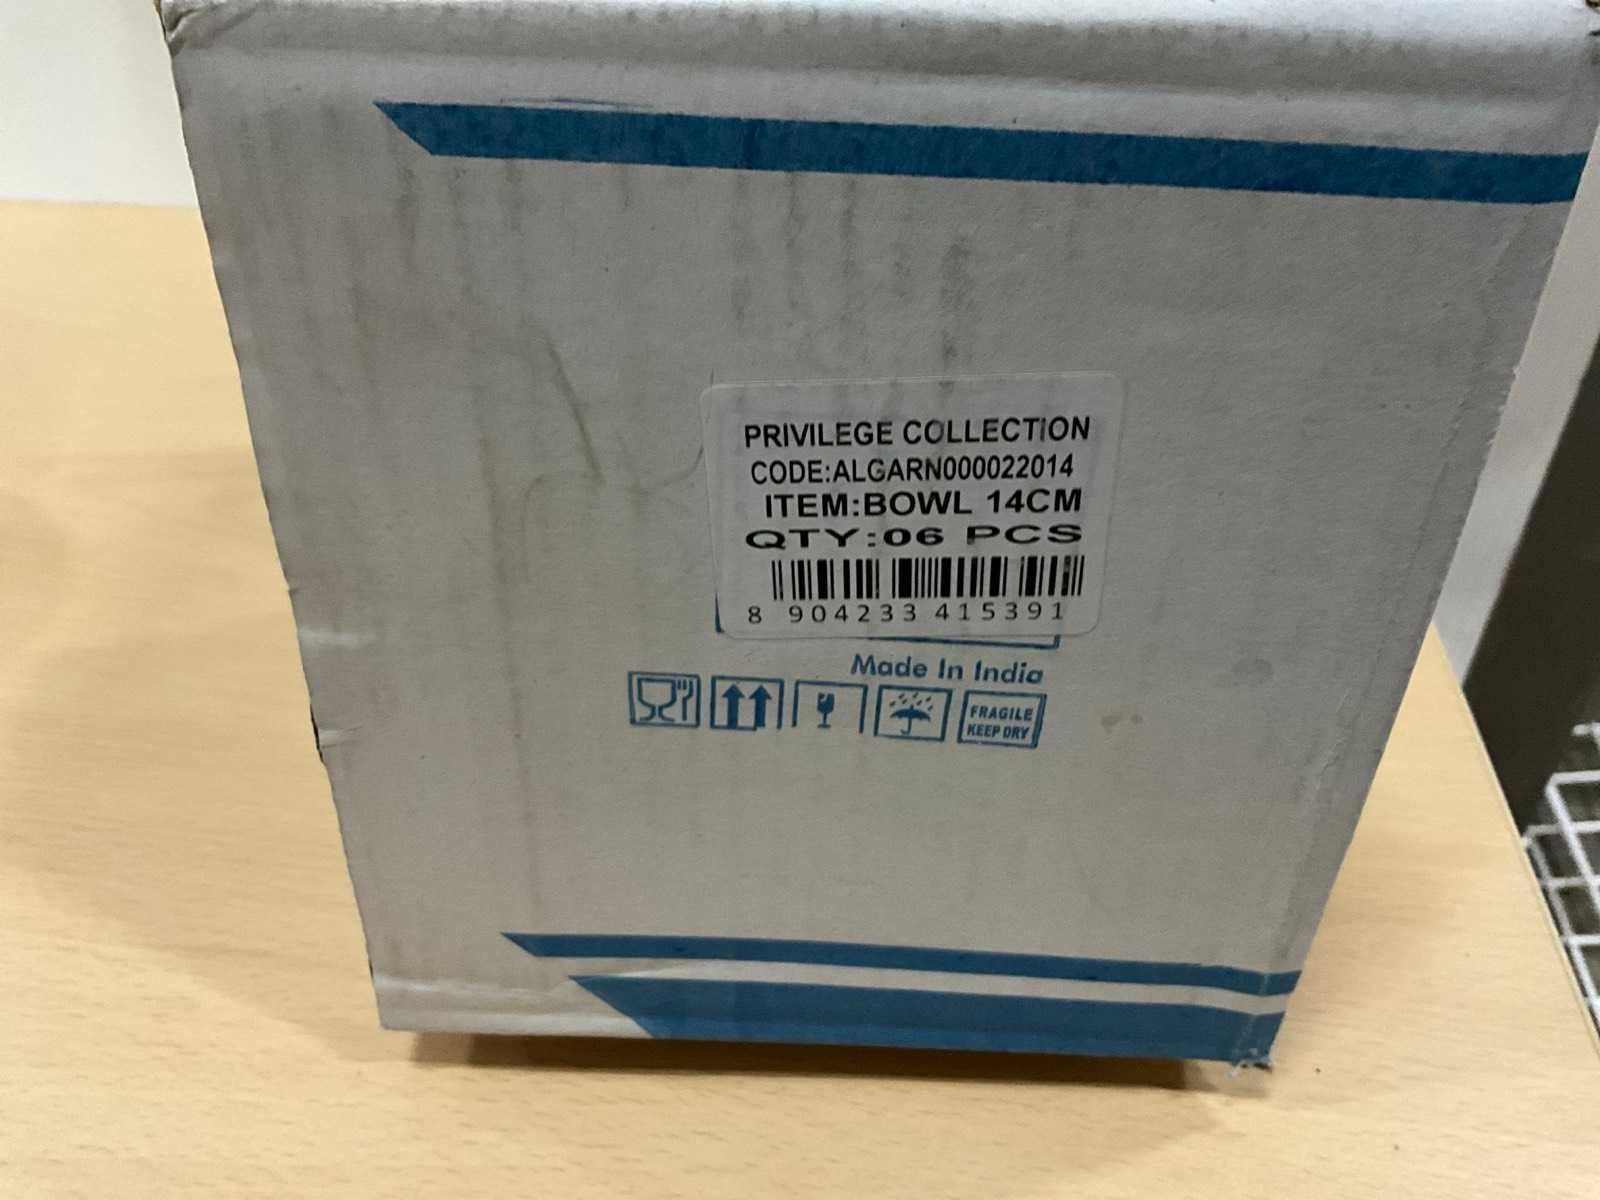 PRIVILEGE COLLECTION
CODE:ALGARN000022014
ITEM:BOWL 14CM
QTY:06 PCS
8 904233 415391
Made In India
FRAGILE
KEEP DRY